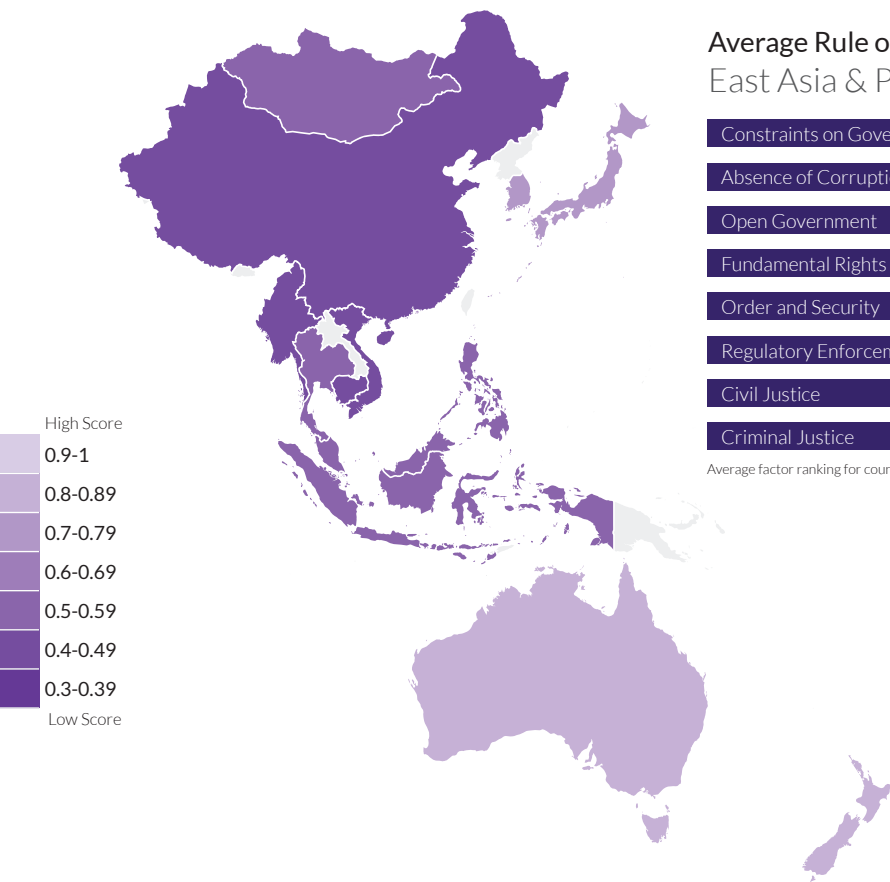 Average Rule o
East Asia & P
Constraints on Gove
Absence of Corrupti
Open Government
Fundamental Rights
Order and Security
Regulatory Enforcem
Civil Justice
Criminal Justice
Average factor ranking for coun
High Score
0.9-1
0.8-0.89
0.7-0.79
0.6-0.69
0.5-0.59
0.4-0.49
0.3-0.39
Low Score